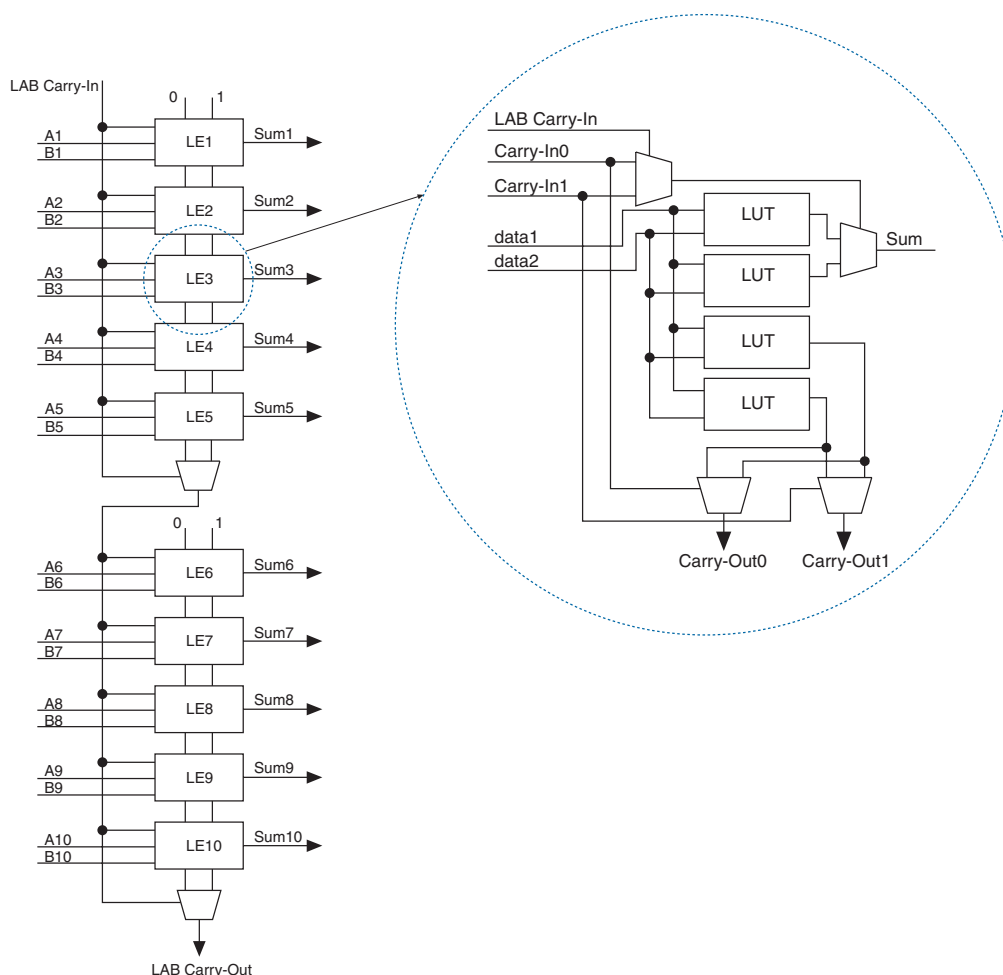 LAB Carry-In
0 1
A1
B1
LE1
Sum1
A2
B2
LE2
Sum2
A3
B3
LE3
Sum3
A4
B4
LE4
Sum4
A5
B5
LE5
Sum5
0 1
A6
B6
LE6
Sum6
A7
B7
LE7
Sum7
A8
B8
LE8
Sum8
A9
B9
LE9
Sum9
A10
B10
LE10
Sum10
LAB Carry-Out
LAB Carry-In
Carry-In0
Carry-In1
data1
data2
LUT
LUT
LUT
LUT
Sum
Carry-Out0
Carry-Out1